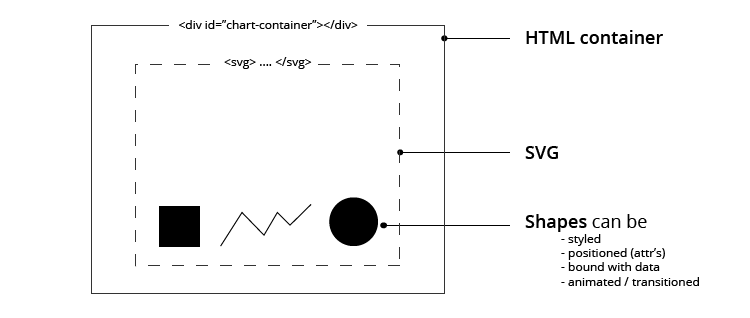 <div id="chart-container"></div>
HTML container
<svg> .... </svg>
SVG
Shapes can be
- styled
- positioned (attr's)
- bound with data
- animated / transitioned